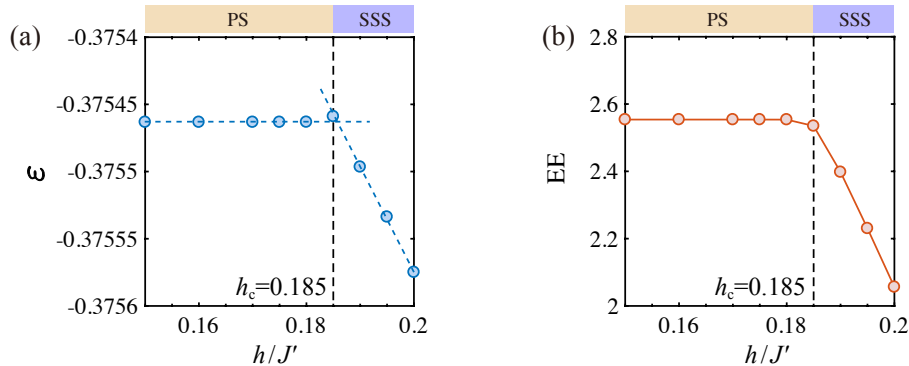 (a)
PS
SSS
-0.3754
-0.37545
-0.3755
-0.37555
-0.3756
ε
h_c=0.185
0.16
0.18
0.2
h/J′
(b)
PS
SSS
2.8
2.6
2.4
2.2
2
EE
h_c=0.185
0.16
0.18
0.2
h/J′